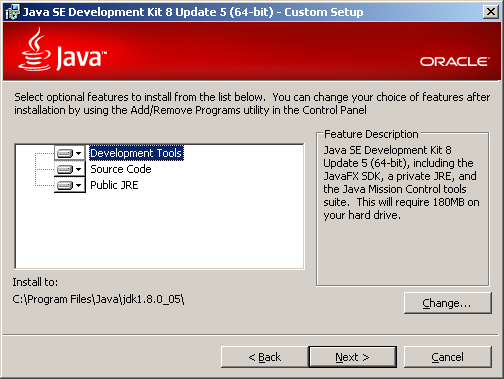 Java SE Development Kit 8 Update 5 (64-bit) - Custom Setup
Java™
ORACLE
Select optional features to install from the list below. You can change your choice of features after
installation by using the Add/Remove Programs utility in the Control Panel
Development Tools
Source Code
Public JRE
Feature Description
Java SE Development Kit 8
Update 5 (64-bit), including the
JavaFX SDK, a private JRE, and
the Java Mission Control tools
suite. This will require 180MB on
your hard drive.
Install to:
C:\Program Files\Java\jdk1.8.0_05\
Change...
< Back
Next >
Cancel